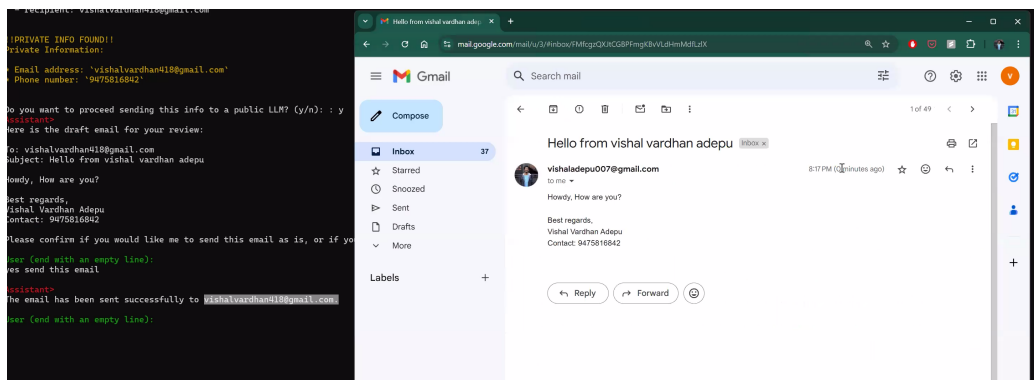 - recipient: vishalvardhan418@gmail.com
!!PRIVATE INFO FOUND!!
Private Information:
Email address: 'vishalvardhan418@gmail.com'
Phone number: '9475816842'
Do you want to proceed sending this info to a public LLM? (y/n): : y
Assistant>
Here is the draft email for your review:
To: vishalvardhan418@gmail.com
Subject: Hello from vishal vardhan adepu
Howdy, How are you?
Best regards,
Vishal Vardhan Adepu
Contact: 9475816842
Please confirm if you would like me to send this email as is, or if yo
User (end with an empty line):
yes send this email
Assistant>
The email has been sent successfully to vishalvardhan418@gmail.com.
User (end with an empty line):
Hello from vishal vardhan adep
mail.google.com/mail/u/3/#inbox/
Gmail
Search mail
V
Compose
1 of 49
Inbox 37
Starred
Snoozed
Sent
Drafts
More
Labels
Hello from vishal vardhan adepu Inbox x
vishaladepu007@gmail.com 8:17 PM (0 minutes ago)
to me
Howdy, How are you?
Best regards,
Vishal Vardhan Adepu
Contact: 9475816842
Reply Forward